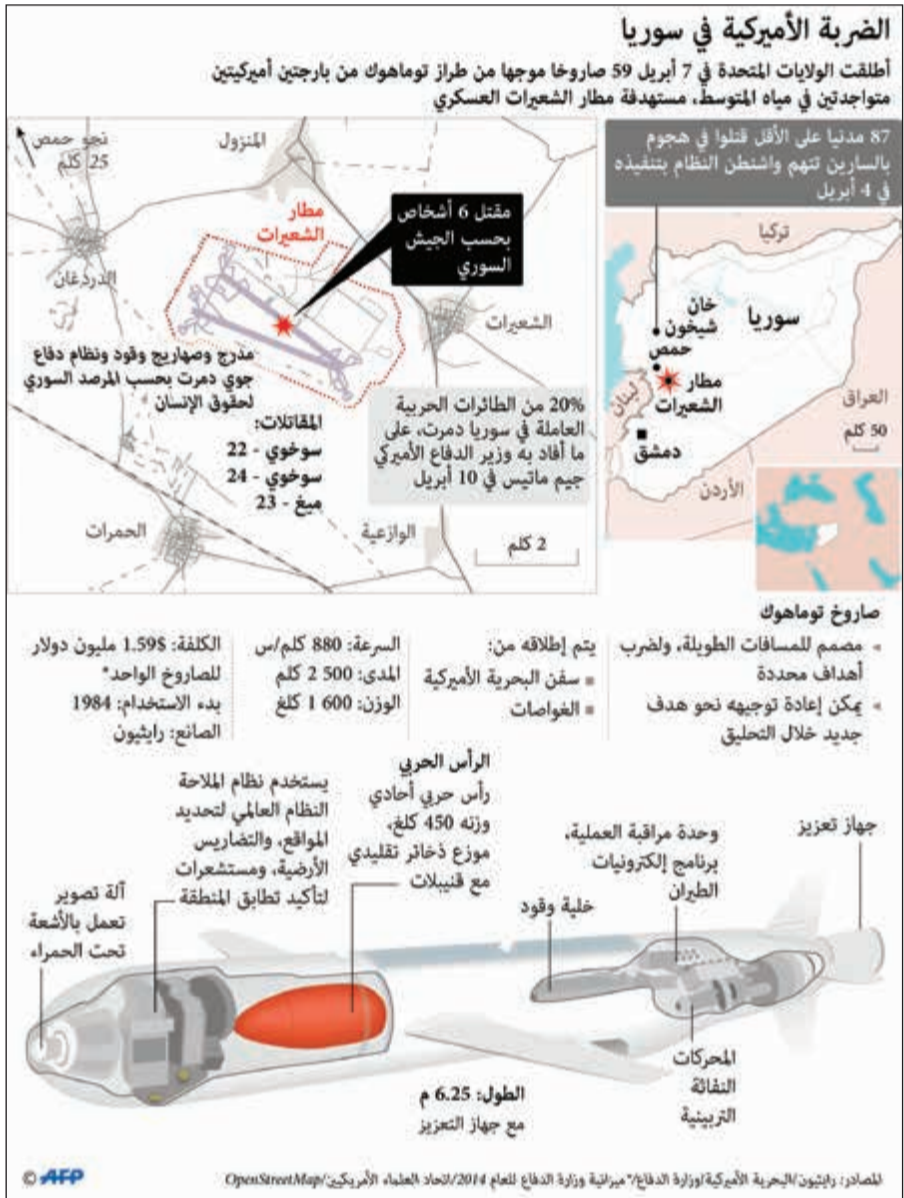 الضربة الأميركية في سوريا
أطلقت الولايات المتحدة في 7 أبريل 59 صاروخا موجها من طراز توماهوك من بارجتين أميركيتين
متواجدتين في مياه المتوسط، مستهدفة مطار الشعيرات العسكري
87 مدنيا على الأقل قتلوا في هجوم
بالسارين تتهم واشنطن النظام بتنفيذه
في 4 أبريل
تركيا
سوريا
خان
شيخون
حمص
مطار
الشعيرات
لبنان
دمشق
العراق
50 كلم
الأردن
نحو حمص
25 كلم
المنزول
مطار
الشعيرات
مقتل 6 أشخاص
بحسب الجيش
السوري
الدردغان
الشعيرات
مدرج وصهاريج وقود ونظام دفاع
جوي دمرت بحسب المرصد السوري
لحقوق الإنسان
المقاتلات:
سوخوي - 22
سوخوي - 24
ميغ - 23
20% من الطائرات الحربية
العاملة في سوريا دمرت، على
ما أفاد به وزير الدفاع الأميركي
جيم ماتيس في 10 أبريل
الحمرات
الوازعية
2 كلم
صاروخ توماهوك
مصمم للمسافات الطويلة، ولضرب
أهداف محددة
يمكن إعادة توجيهه نحو هدف
جديد خلال التحليق
يتم إطلاقه من:
سفن البحرية الأميركية
الغواصات
السرعة: 880 كلم/س
المدى: 2 500 كلم
الوزن: 1 600 كلغ
الكلفة: 1.59$ مليون دولار
للصاروخ الواحد*
بدء الاستخدام: 1984
الصانع: رايثيون
الرأس الحربي
رأس حربي أحادي
وزنه 450 كلغ،
موزع ذخائر تقليدي
مع قنيبلات
يستخدم نظام الملاحة
النظام العالمي لتحديد
المواقع، والتضاريس
الأرضية، ومستشعرات
لتأكيد تطابق المنطقة
آلة تصوير
تعمل بالأشعة
تحت الحمراء
جهاز تعزيز
وحدة مراقبة العملية،
برنامج إلكترونيات
الطيران
خلية وقود
المحركات
النفاثة
التربينية
الطول: 6.25 م
مع جهاز التعزيز
المصادر: رايثيون/البحرية الأميركية/وزارة الدفاع/*ميزانية وزارة الدفاع للعام 2014/اتحاد العلماء الأمريكيين/OpenStreetMap
© AFP